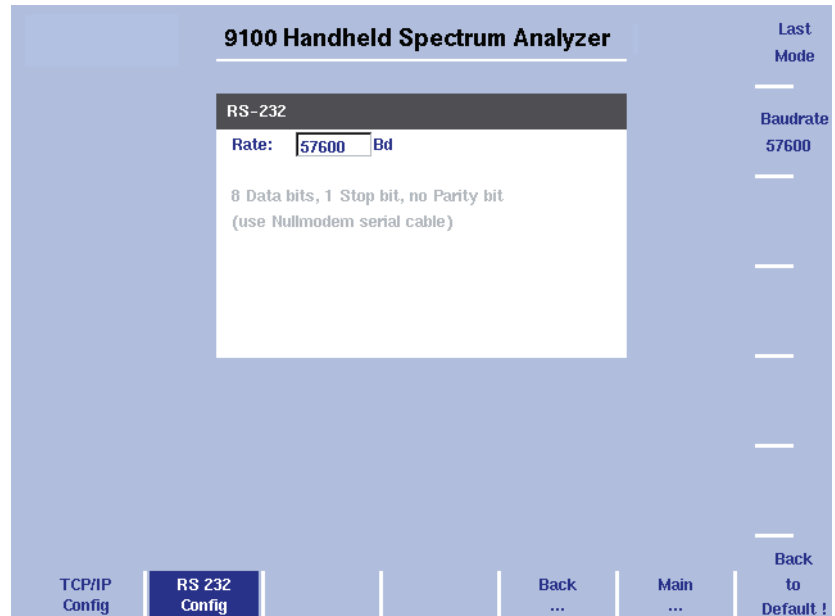 9100 Handheld Spectrum Analyzer
Last
Mode
RS-232
Rate: 57600 Bd
Baudrate
57600
8 Data bits, 1 Stop bit, no Parity bit
(use Nullmodem serial cable)
TCP/IP
Config
RS 232
Config
Back
...
Main
...
Back
to
Default !